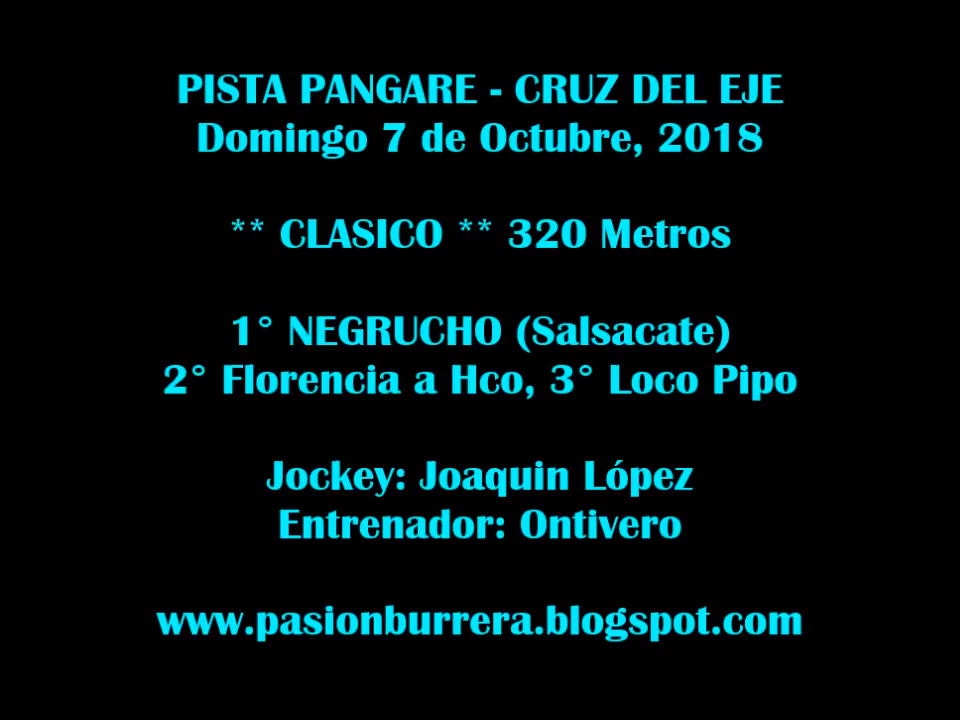 PISTA PANGARE - CRUZ DEL EJE
Domingo 7 de Octubre, 2018
** CLASICO ** 320 Metros
1° NEGRUCHO (Salsacate)
2° Florencia a Hco, 3° Loco Pipo
Jockey: Joaquin López
Entrenador: Ontivero
www.pasionburrera.blogspot.com